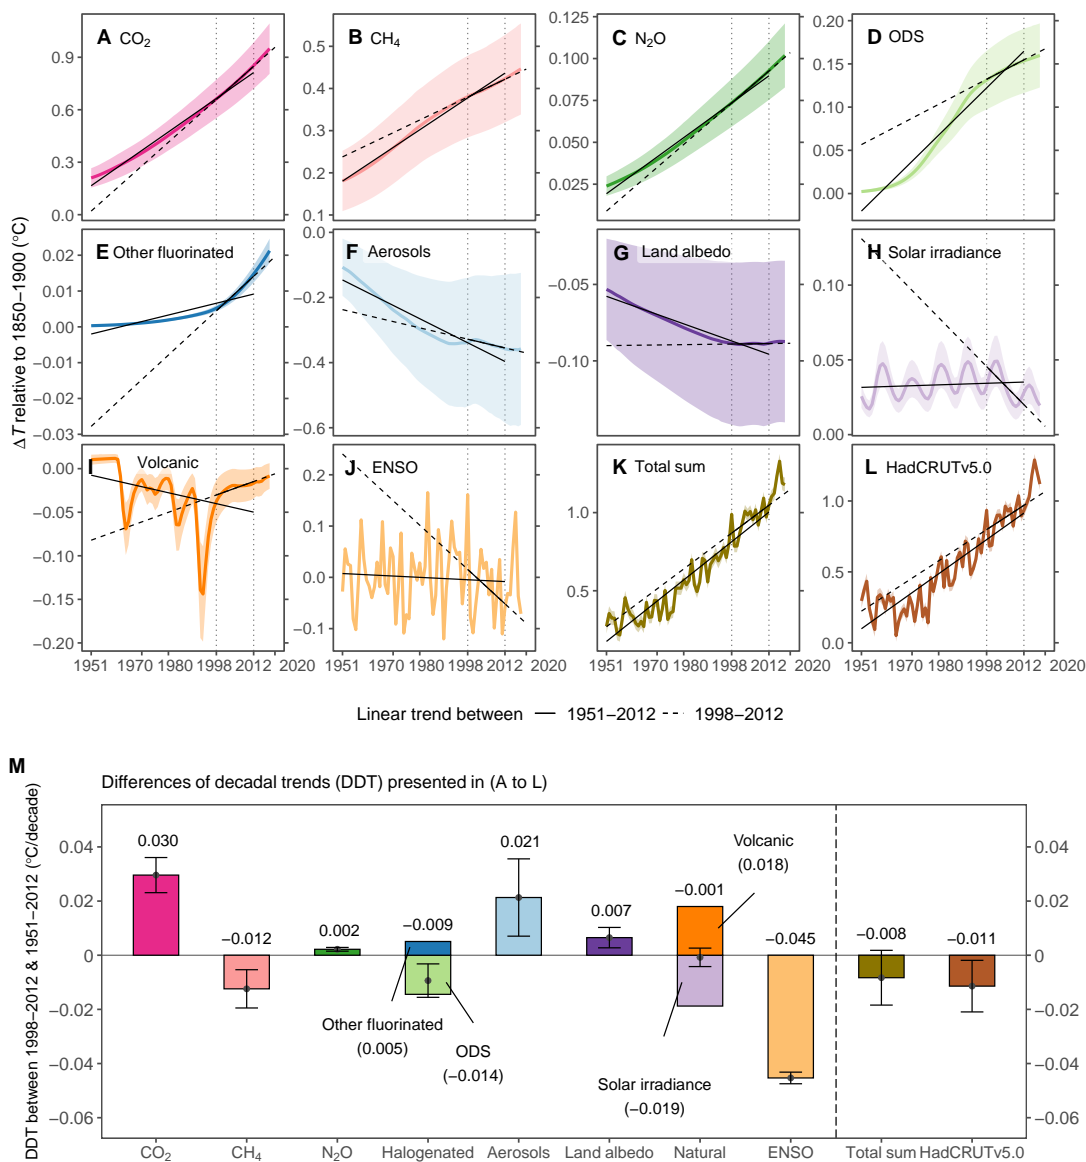 A CO₂
B CH₄
C N₂O
D ODS
0.9
0.6
0.3
0.0
0.5
0.4
0.3
0.2
0.1
0.125
0.100
0.075
0.050
0.025
0.20
0.15
0.10
0.05
0.00
ΔT relative to 1850−1900 (°C)
E Other fluorinated
F Aerosols
G Land albedo
H Solar irradiance
0.02
0.01
0.00
−0.01
−0.01
−0.03
−0.0
−0.2
−0.4
−0.6
−0.05
−0.10
0.10
0.05
0.00
I Volcanic
J ENSO
K Total sum
L HadCRUTv5.0
0.00
−0.05
−0.10
−0.15
−0.20
0.2
0.1
0.0
−0.1
1.0
0.5
1.0
0.5
0.0
1951 1970 1998 2012 2020
1951 1970 1998 2012 2020
1951 1970 1980 1998 2012 2020
1951 1970 1980 1998 2012 2020
Linear trend between 1951−2012 1998−2012
M
Differences of decadal trends (DDT) presented in (A to L)
DDT between 1998−2012 & 1951−2012 (°C/decade)
0.04
0.02
0
−0.02
−0.04
−0.06
0.030
−0.012
0.002
−0.009
0.021
0.007
−0.001
−0.045
−0.008
−0.011
Volcanic
(0.018)
Other fluorinated
(0.005)
ODS
(−0.014)
Solar irradiance
(−0.019)
0.04
0.02
0
−0.02
−0.04
−0.06
CO₂ CH₄ N₂O Halogenated Aerosols Land albedo Natural ENSO Total sum HadCRUTv5.0